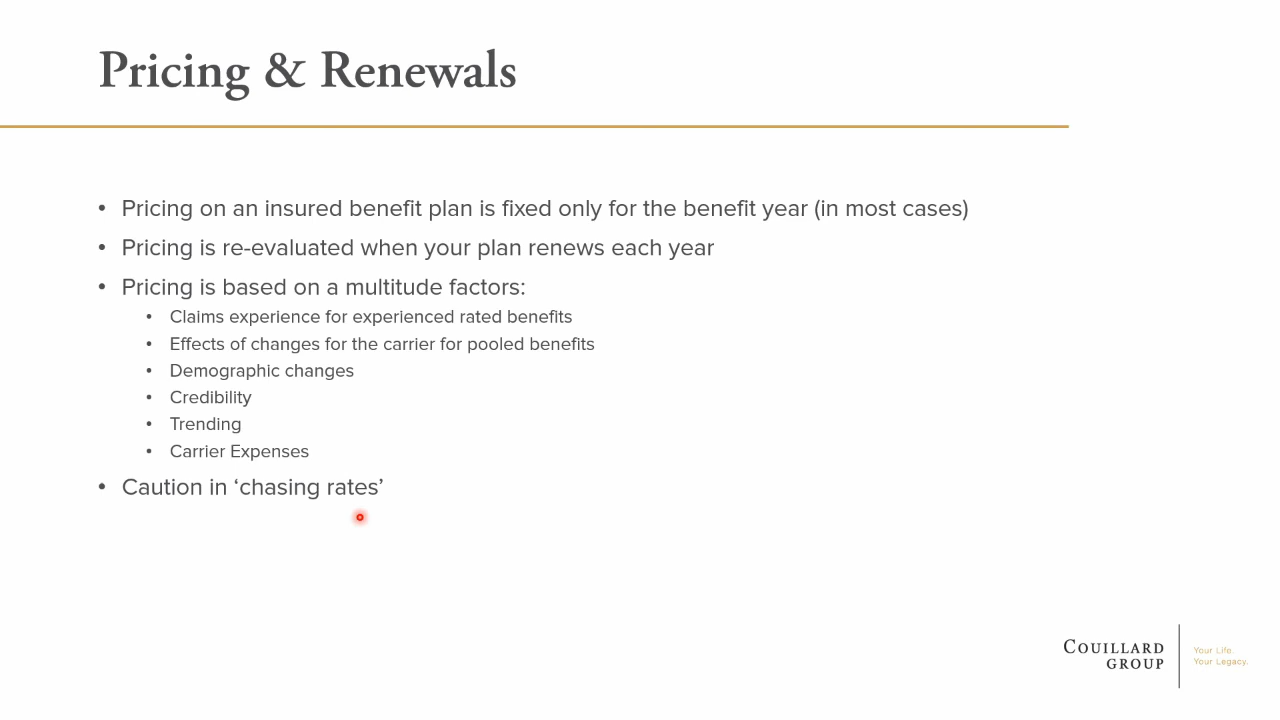 Pricing & Renewals
• Pricing on an insured benefit plan is fixed only for the benefit year (in most cases)
• Pricing is re-evaluated when your plan renews each year
• Pricing is based on a multitude factors:
• Claims experience for experienced rated benefits
• Effects of changes for the carrier for pooled benefits
• Demographic changes
• Credibility
• Trending
• Carrier Expenses
• Caution in ‘chasing rates’
COUILLARD
GROUP
Your Life.
Your Legacy.